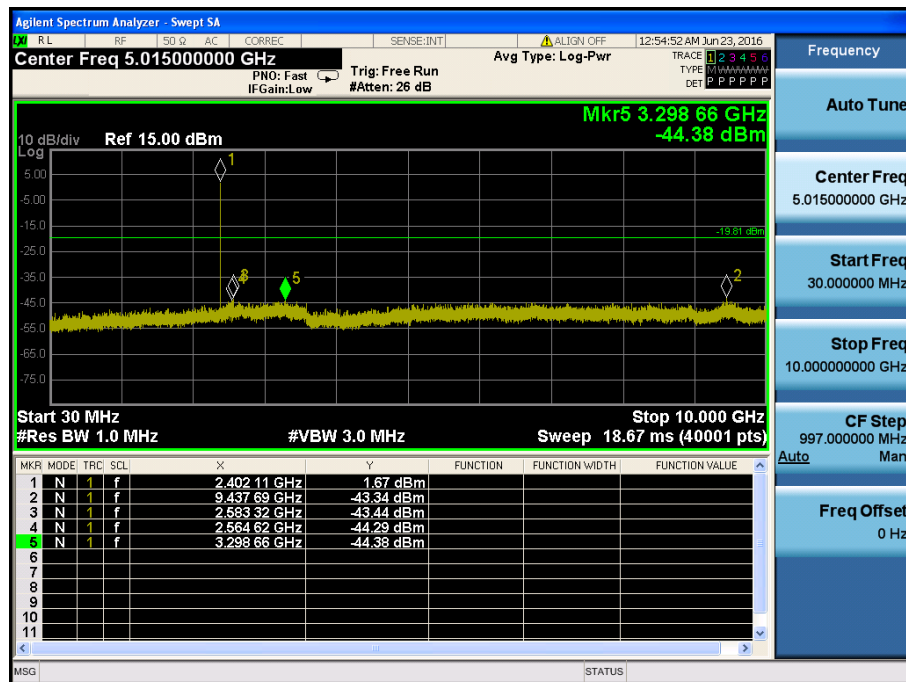 Agilent Spectrum Analyzer - Swept SA
LXI RL RF 50 Ω AC CORREC SENSE:INT ALIGN OFF 12:54:52 AM Jun 23, 2016
Center Freq 5.015000000 GHz
PNO: Fast
IFGain:Low
Trig: Free Run
#Atten: 26 dB
Avg Type: Log-Pwr
TRACE 1 2 3 4 5 6
TYPE M WWWWW
DET P P P P P P
Mkr5 3.298 66 GHz
-44.38 dBm
10 dB/div Ref 15.00 dBm
Log
5.00
-5.00
-15.0
-25.0
-35.0
-45.0
-55.0
-65.0
-75.0
-19.81 dBm
1
2
3
4
5
Start 30 MHz Stop 10.000 GHz
#Res BW 1.0 MHz #VBW 3.0 MHz Sweep 18.67 ms (40001 pts)
MKR MODE TRC SCL X Y FUNCTION FUNCTION WIDTH FUNCTION VALUE
1 N 1 f 2.402 11 GHz 1.67 dBm
2 N 1 f 9.437 69 GHz -43.34 dBm
3 N 1 f 2.583 32 GHz -43.44 dBm
4 N 1 f 2.564 62 GHz -44.29 dBm
5 N 1 f 3.298 66 GHz -44.38 dBm
6
7
8
9
10
11
MSG STATUS
Frequency
Auto Tune
Center Freq
5.015000000 GHz
Start Freq
30.000000 MHz
Stop Freq
10.000000000 GHz
CF Step
997.000000 MHz
Auto Man
Freq Offset
0 Hz